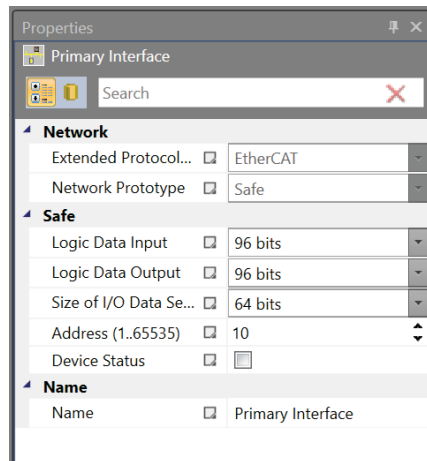 Properties
Primary Interface
Search
Network
Extended Protocol... EtherCAT
Network Prototype Safe
Safe
Logic Data Input 96 bits
Logic Data Output 96 bits
Size of I/O Data Se... 64 bits
Address (1..65535) 10
Device Status
Name
Name Primary Interface